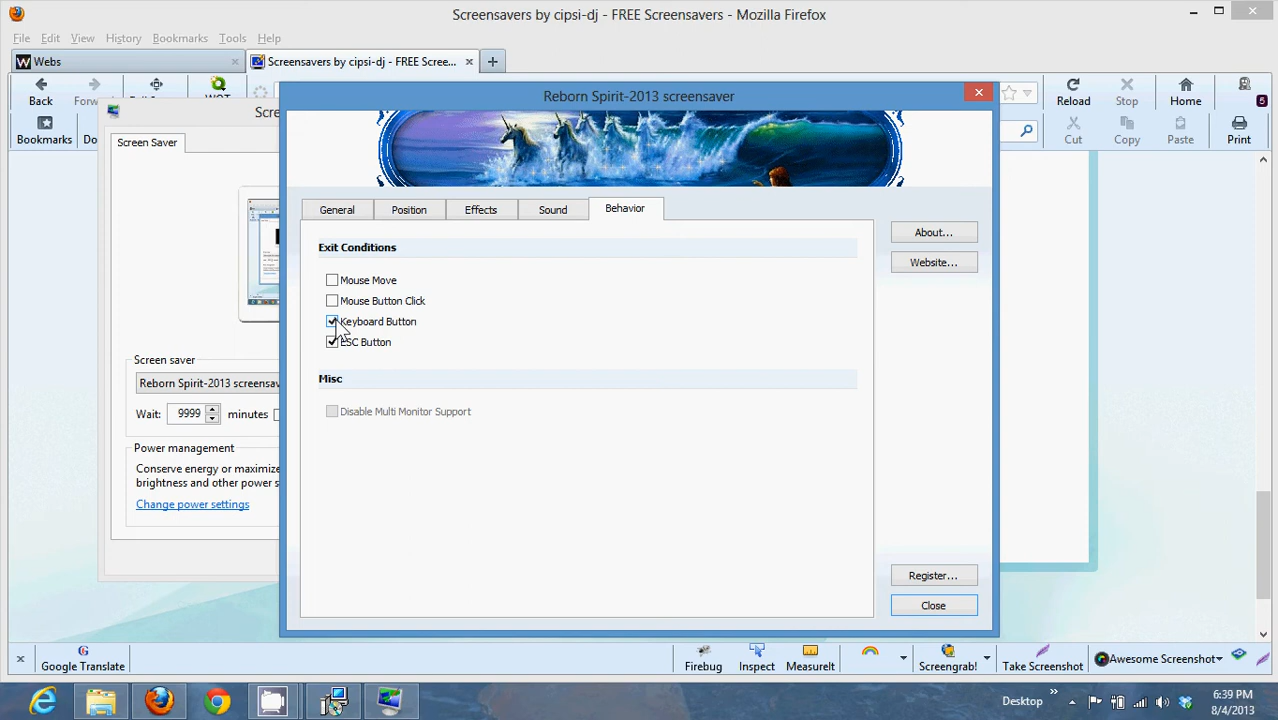 Screensavers by cipsi-dj - FREE Screensavers - Mozilla Firefox
File Edit View History Bookmarks Tools Help
Webs
Screensavers by cipsi-dj - FREE Scree...
Back
Reload
Stop
Home
5
Bookmarks
Cut
Copy
Paste
Print
Reborn Spirit-2013 screensaver
Screen Saver
General
Position
Effects
Sound
Behavior
About...
Website...
Exit Conditions
Mouse Move
Mouse Button Click
Keyboard Button
ESC Button
Misc
Disable Multi Monitor Support
Screen saver
Reborn Spirit-2013 screensav
Wait: 9999 minutes
Power management
Conserve energy or maximize
brightness and other power s
Change power settings
Register...
Close
Google Translate
Firebug
Inspect
MeasureIt
Screengrab!
Take Screenshot
Awesome Screenshot
Desktop
6:39 PM
8/4/2013